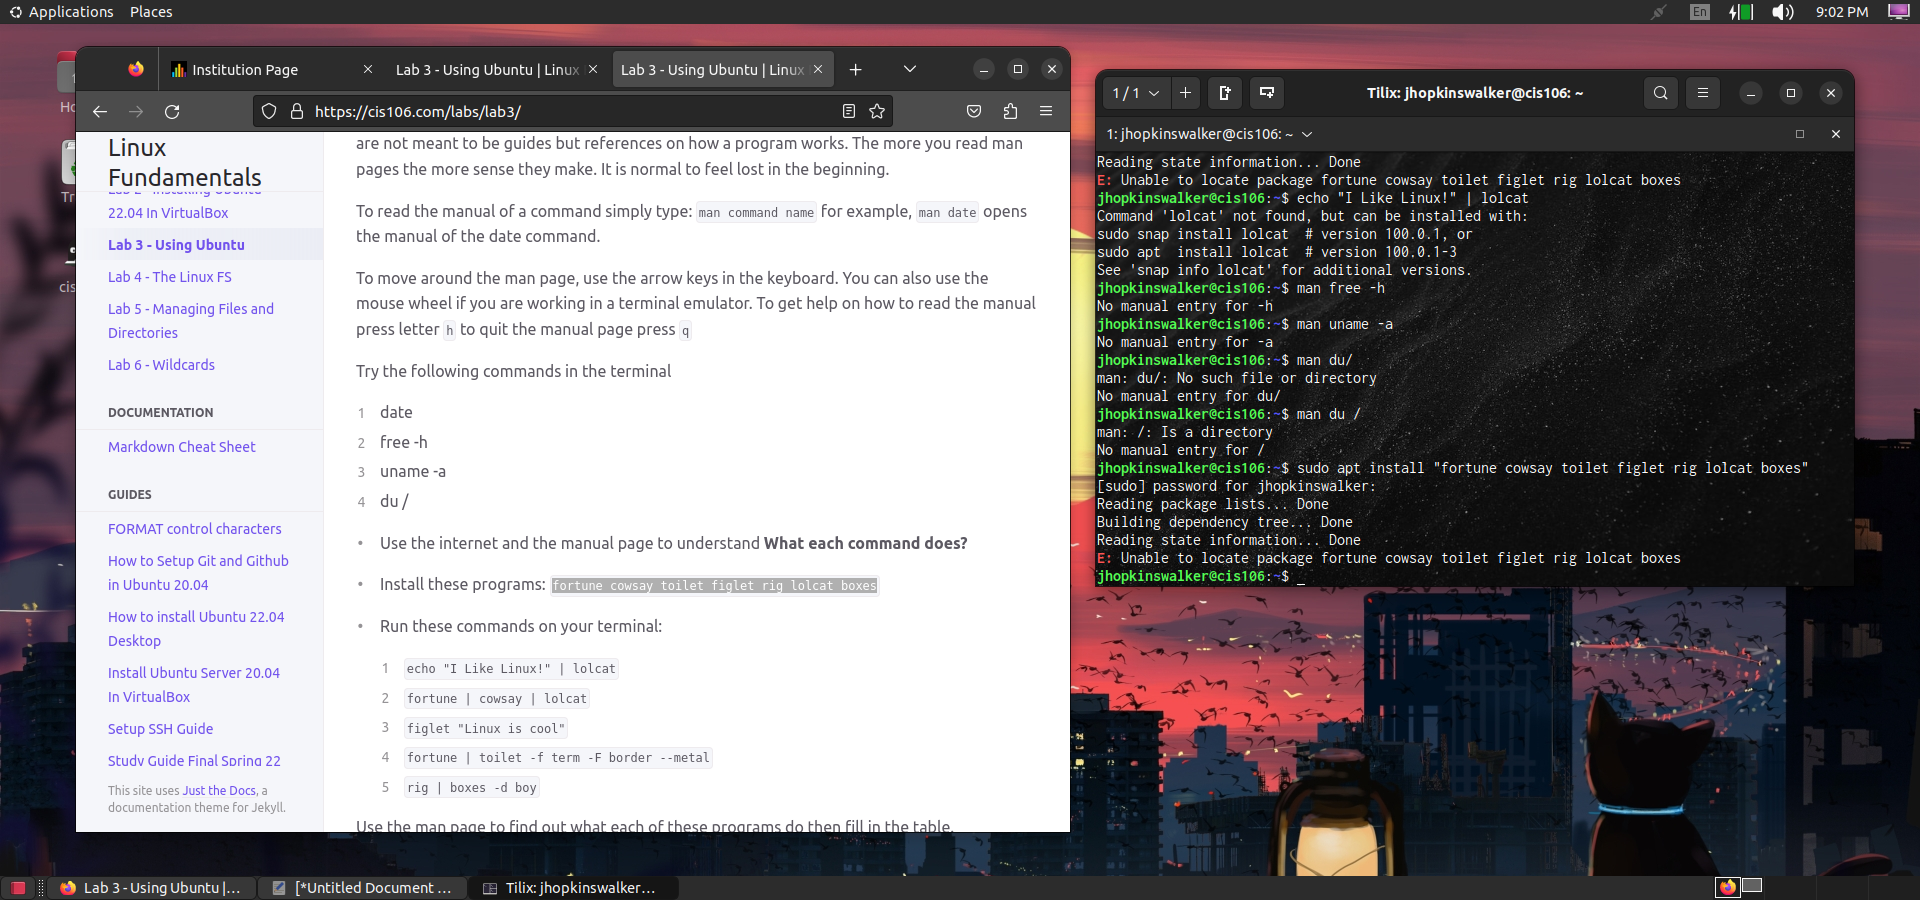 Applications Places
En
9:02 PM
Ho
Tr
cis
Institution Page
Lab 3 - Using Ubuntu | Linux
Lab 3 - Using Ubuntu | Linux
https://cis106.com/labs/lab3/
Linux
Fundamentals
Lab 2 - Installing Ubuntu
22.04 In VirtualBox
Lab 3 - Using Ubuntu
Lab 4 - The Linux FS
Lab 5 - Managing Files and
Directories
Lab 6 - Wildcards
DOCUMENTATION
Markdown Cheat Sheet
GUIDES
FORMAT control characters
How to Setup Git and Github
in Ubuntu 20.04
How to install Ubuntu 22.04
Desktop
Install Ubuntu Server 20.04
In VirtualBox
Setup SSH Guide
Study Guide Final Spring 22
This site uses Just the Docs, a
documentation theme for Jekyll.
are not meant to be guides but references on how a program works. The more you read man
pages the more sense they make. It is normal to feel lost in the beginning.
To read the manual of a command simply type: man command name for example, man date opens
the manual of the date command.
To move around the man page, use the arrow keys in the keyboard. You can also use the
mouse wheel if you are working in a terminal emulator. To get help on how to read the manual
press letter h to quit the manual page press q
Try the following commands in the terminal
1 date
2 free -h
3 uname -a
4 du /
• Use the internet and the manual page to understand What each command does?
• Install these programs: fortune cowsay toilet figlet rig lolcat boxes
• Run these commands on your terminal:
1 echo "I Like Linux!" | lolcat
2 fortune | cowsay | lolcat
3 figlet "Linux is cool"
4 fortune | toilet -f term -F border --metal
5 rig | boxes -d boy
Use the man page to find out what each of these programs do then fill in the table.
1 / 1
Tilix: jhopkinswalker@cis106: ~
1: jhopkinswalker@cis106: ~
Reading state information... Done
E: Unable to locate package fortune cowsay toilet figlet rig lolcat boxes
jhopkinswalker@cis106:~$ echo "I Like Linux!" | lolcat
Command 'lolcat' not found, but can be installed with:
sudo snap install lolcat  # version 100.0.1, or
sudo apt  install lolcat  # version 100.0.1-3
See 'snap info lolcat' for additional versions.
jhopkinswalker@cis106:~$ man free -h
No manual entry for -h
jhopkinswalker@cis106:~$ man uname -a
No manual entry for -a
jhopkinswalker@cis106:~$ man du/
man: du/: No such file or directory
No manual entry for du/
jhopkinswalker@cis106:~$ man du /
man: /: Is a directory
No manual entry for /
jhopkinswalker@cis106:~$ sudo apt install "fortune cowsay toilet figlet rig lolcat boxes"
[sudo] password for jhopkinswalker:
Reading package lists... Done
Building dependency tree... Done
Reading state information... Done
E: Unable to locate package fortune cowsay toilet figlet rig lolcat boxes
jhopkinswalker@cis106:~$ _
Lab 3 - Using Ubuntu |...
[*Untitled Document ...
Tilix: jhopkinswalker...